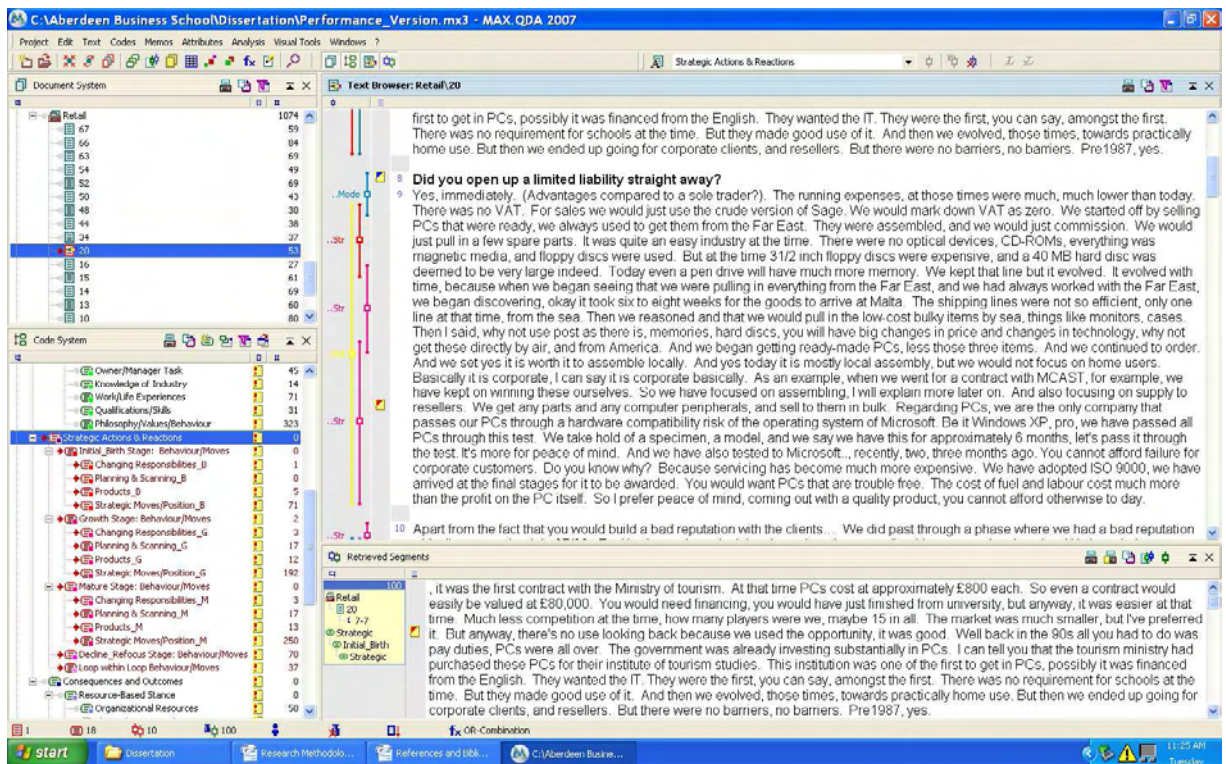 C:\Aberdeen Business School\Dissertation\Performance_Version.mx3 - MAX.QDA 2007
Project Edit Text Codes Memos Attributes Analysis Visual Tools Windows ?
Strategic Actions & Reactions
Document System
Retail 1074
67 59
66 84
63 69
54 49
52 69
50 43
48 30
44 38
34 37
20 53
16 27
15 61
14 69
13 60
10 80
Code System
Owner/Manager Task 45
Knowledge of Industry 14
Work/Life Experiences 71
Qualifications/Skills 31
Philosophy/Values/Behaviour 323
Strategic Actions & Reactions 0
Initial_Birth Stage: Behaviour/Moves 0
Changing Responsibilities_B 1
Planning & Scanning_B 0
Products_B 5
Strategic Moves/Position_B 71
Growth Stage: Behaviour/Moves 2
Changing Responsibilities_G 3
Planning & Scanning_G 17
Products_G 12
Strategic Moves/Position_G 192
Mature Stage: Behaviour/Moves 0
Changing Responsibilities_M 3
Planning & Scanning_M 17
Products_M 13
Strategic Moves/Position_M 250
Decline_Refocus Stage: Behaviour/Moves 70
Loop within Loop Behaviour/Moves 37
Consequences and Outcomes 0
Resource-Based Stance 0
Organizational Resources 50
Text Browser: Retail\20
first to get in PCs, possibly it was financed from the English. They wanted the IT. They were the first, you can say, amongst the first.
There was no requirement for schools at the time. But they made good use of it. And then we evolved, those times, towards practically
home use. But then we ended up going for corporate clients, and resellers. But there were no barriers, no barriers. Pre1987, yes.
8 Did you open up a limited liability straight away?
..Mode 9 Yes, immediately. (Advantages compared to a sole trader?). The running expenses, at those times were much, much lower than today.
There was no VAT. For sales we would just use the crude version of Sage. We would mark down VAT as zero. We started off by selling
PCs that were ready, we always used to get them from the Far East. They were assembled, and we would just commission. We would
..Str just pull in a few spare parts. It was quite an easy industry at the time. There were no optical devices, CD-ROMs, everything was
magnetic media, and floppy discs were used. But at the time 31/2 inch floppy discs were expensive, and a 40 MB hard disc was
deemed to be very large indeed. Today even a pen drive will have much more memory. We kept that line but it evolved. It evolved with
time, because when we began seeing that we were pulling in everything from the Far East, and we had always worked with the Far East,
..Str we began discovering, okay it took six to eight weeks for the goods to arrive at Malta. The shipping lines were not so efficient, only one
line at that time, from the sea. Then we reasoned and that we would pull in the low-cost bulky items by sea, things like monitors, cases.
Then I said, why not use post as there is, memories, hard discs, you will have big changes in price and changes in technology, why not
get these directly by air, and from America. And we began getting ready-made PCs, less those three items. And we continued to order.
And we set yes it is worth it to assemble locally. And yes today it is mostly local assembly, but we would not focus on home users.
Basically it is corporate, I can say it is corporate basically. As an example, when we went for a contract with MCAST, for example, we
have kept on winning these ourselves. So we have focused on assembling, I will explain more later on. And also focusing on supply to
resellers. We get any parts and any computer peripherals, and sell to them in bulk. Regarding PCs, we are the only company that
..Str passes our PCs through a hardware compatibility risk of the operating system of Microsoft. Be it Windows XP, pro, we have passed all
PCs through this test. We take hold of a specimen, a model, and we say we have this for approximately 6 months, let's pass it through
the test. It's more for peace of mind. And we have also tested to Microsoft.., recently, two, three months ago. You cannot afford failure for
corporate customers. Do you know why? Because servicing has become much more expensive. We have adopted ISO 9000, we have
arrived at the final stages for it to be awarded. You would want PCs that are trouble free. The cost of fuel and labour cost much more
than the profit on the PC itself. So I prefer peace of mind, coming out with a quality product, you cannot afford otherwise to day.
..Str 10 Apart from the fact that you would build a bad reputation with the clients.... We did past through a phase where we had a bad reputation
Retrieved Segments
100
Retail
20
7-7
Strategic
Initial_Birth
Strategic
, it was the first contract with the Ministry of tourism. At that time PCs cost at approximately £800 each. So even a contract would
easily be valued at £80,000. You would need financing, you would have just finished from university, but anyway, it was easier at that
time. Much less competition at the time, how many players were we, maybe 15 in all. The market was much smaller, but I've preferred
it. But anyway, there's no use looking back because we used the opportunity, it was good. Well back in the 90s all you had to do was
pay duties, PCs were all over. The government was already investing substantially in PCs. I can tell you that the tourism ministry had
purchased these PCs for their institute of tourism studies. This institution was one of the first to get in PCs, possibly it was financed
from the English. They wanted the IT. They were the first, you can say, amongst the first. There was no requirement for schools at the
time. But they made good use of it. And then we evolved, those times, towards practically home use. But then we ended up going for
corporate clients, and resellers. But there were no barriers, no barriers. Pre1987, yes.
1 18 10 100 OR-Combination
start Dissertation Research Methodolo... References and Bibli... C:\Aberdeen Busine... 11:25 AM
Tuesday